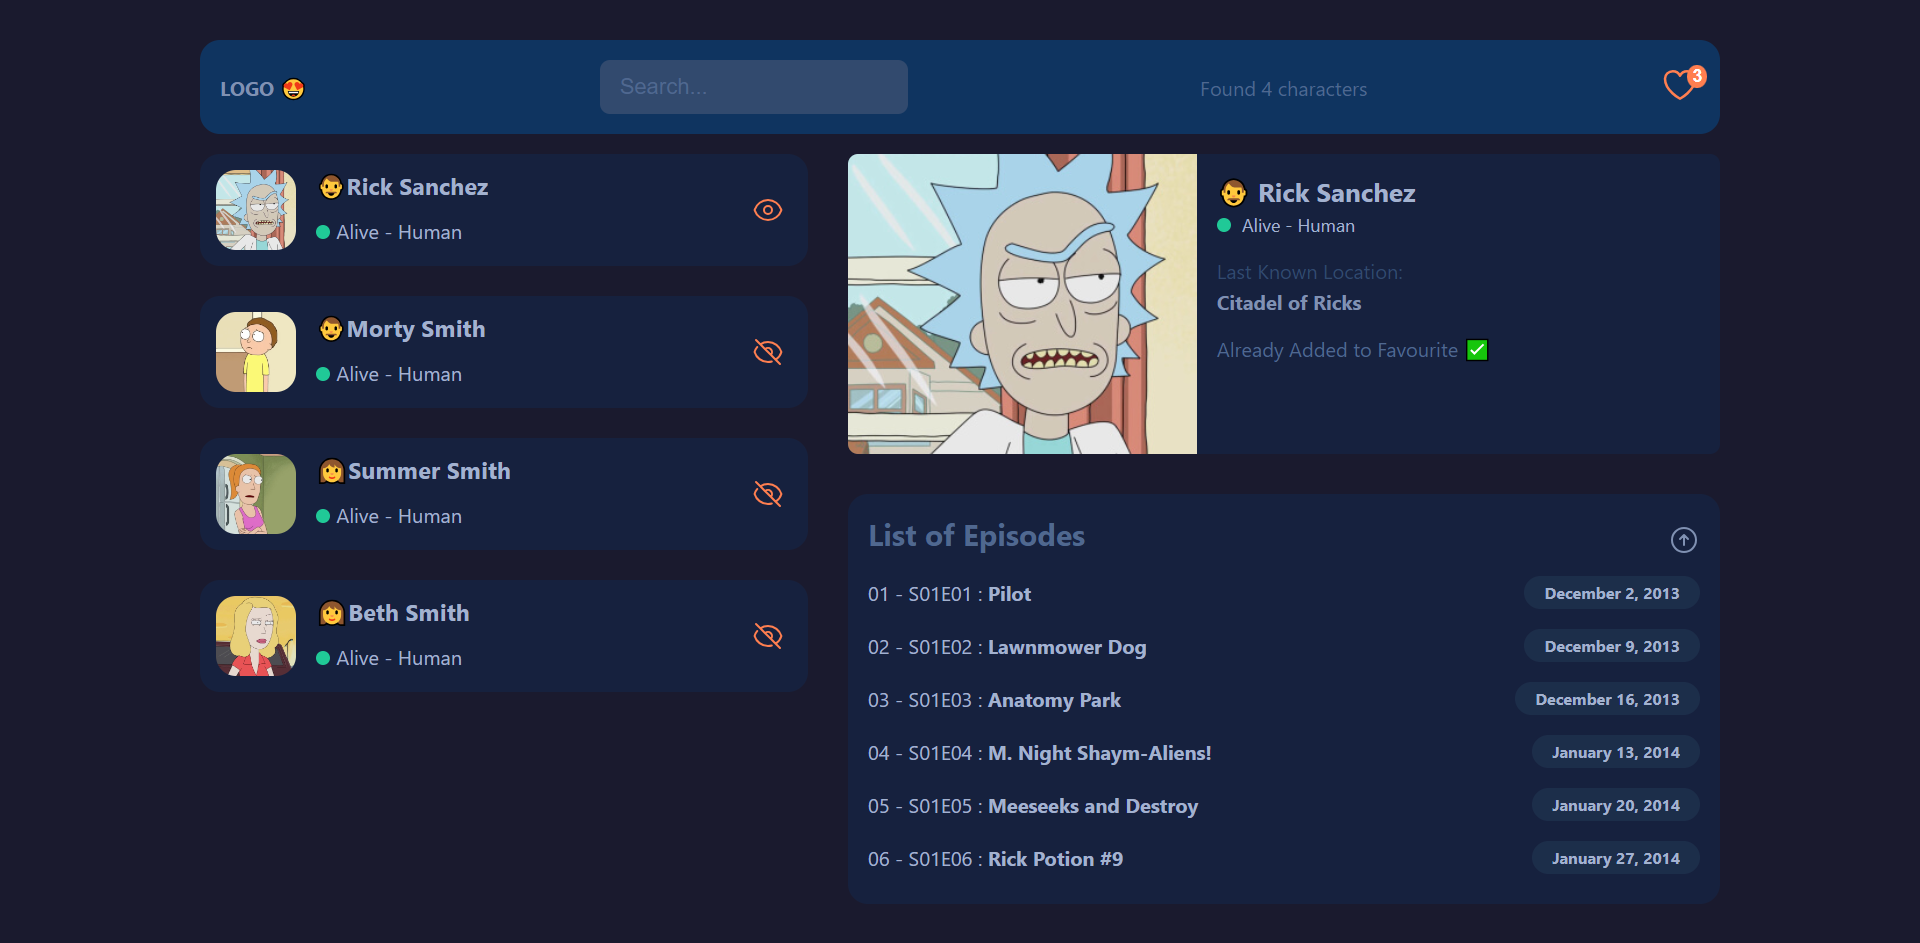 LOGO 😍
Search...
Found 4 characters
3
👨Rick Sanchez
Alive - Human
👨Morty Smith
Alive - Human
👩Summer Smith
Alive - Human
👩Beth Smith
Alive - Human
👨 Rick Sanchez
Alive - Human
Last Known Location:
Citadel of Ricks
Already Added to Favourite ✅
List of Episodes
01 - S01E01 : Pilot December 2, 2013
02 - S01E02 : Lawnmower Dog December 9, 2013
03 - S01E03 : Anatomy Park December 16, 2013
04 - S01E04 : M. Night Shaym-Aliens! January 13, 2014
05 - S01E05 : Meeseeks and Destroy January 20, 2014
06 - S01E06 : Rick Potion #9 January 27, 2014